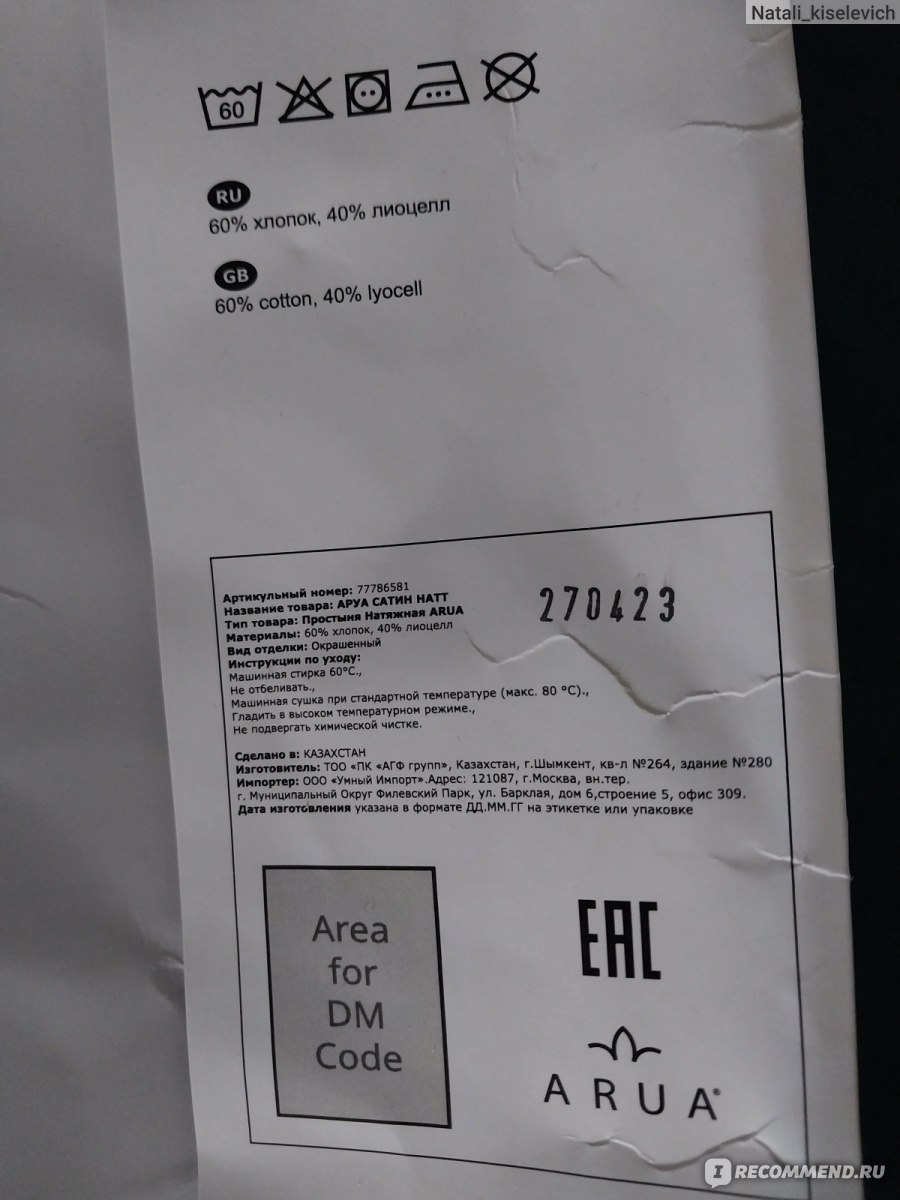 Natali_kiselevich
60
RU
60% хлопок, 40% лиоцелл
GB
60% cotton, 40% lyocell
Артикульный номер: 77786581
Название товара: АРУА САТИН НАТТ
Тип товара: Простыня Натяжная ARUA
Материалы: 60% хлопок, 40% лиоцелл
Вид отделки: Окрашенный
Инструкции по уходу:
Машинная стирка 60°C.,
Не отбеливать.,
Машинная сушка при стандартной температуре (макс. 80 °C).,
Гладить в высоком температурном режиме.,
Не подвергать химической чистке.
270423
Сделано в: КАЗАХСТАН
Изготовитель: ТОО «ПК «АГФ групп», Казахстан, г.Шымкент, кв-л №264, здание №280
Импортер: ООО «Умный Импорт».Адрес: 121087, г.Москва, вн.тер.
г. Муниципальный Округ Филевский Парк, ул. Барклая, дом 6,строение 5, офис 309.
Дата изготовления указана в формате ДД.ММ.ГГ на этикетке или упаковке
Area
for
DM
Code
EAC
ARUA®
IRECOMMEND.RU